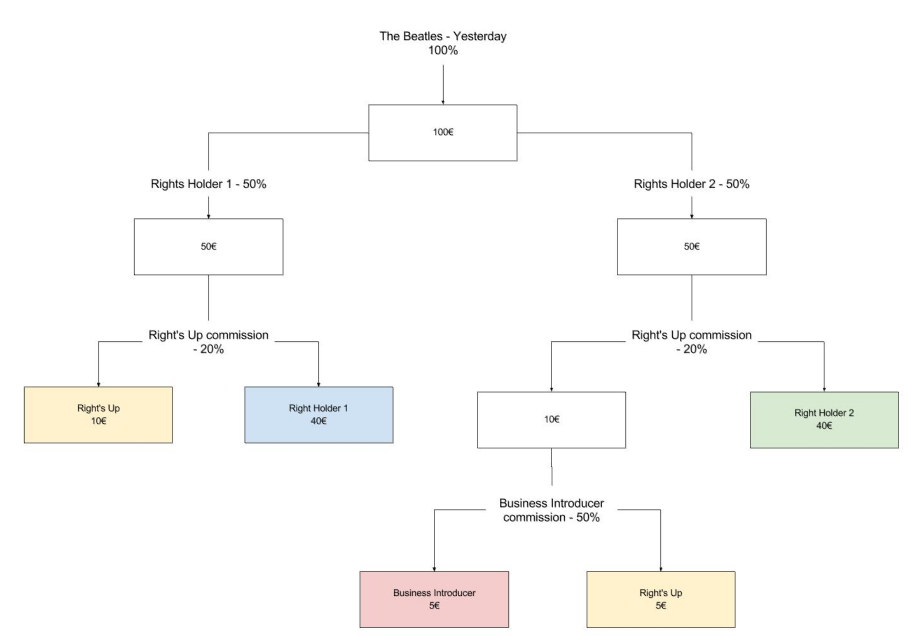 The Beatles - Yesterday
100%
100€
Rights Holder 1 - 50%
Rights Holder 2 - 50%
50€
50€
Right's Up commission
- 20%
Right's Up commission
- 20%
Right's Up
10€
Right Holder 1
40€
10€
Right Holder 2
40€
Business Introducer
commission - 50%
Business Introducer
5€
Right's Up
5€